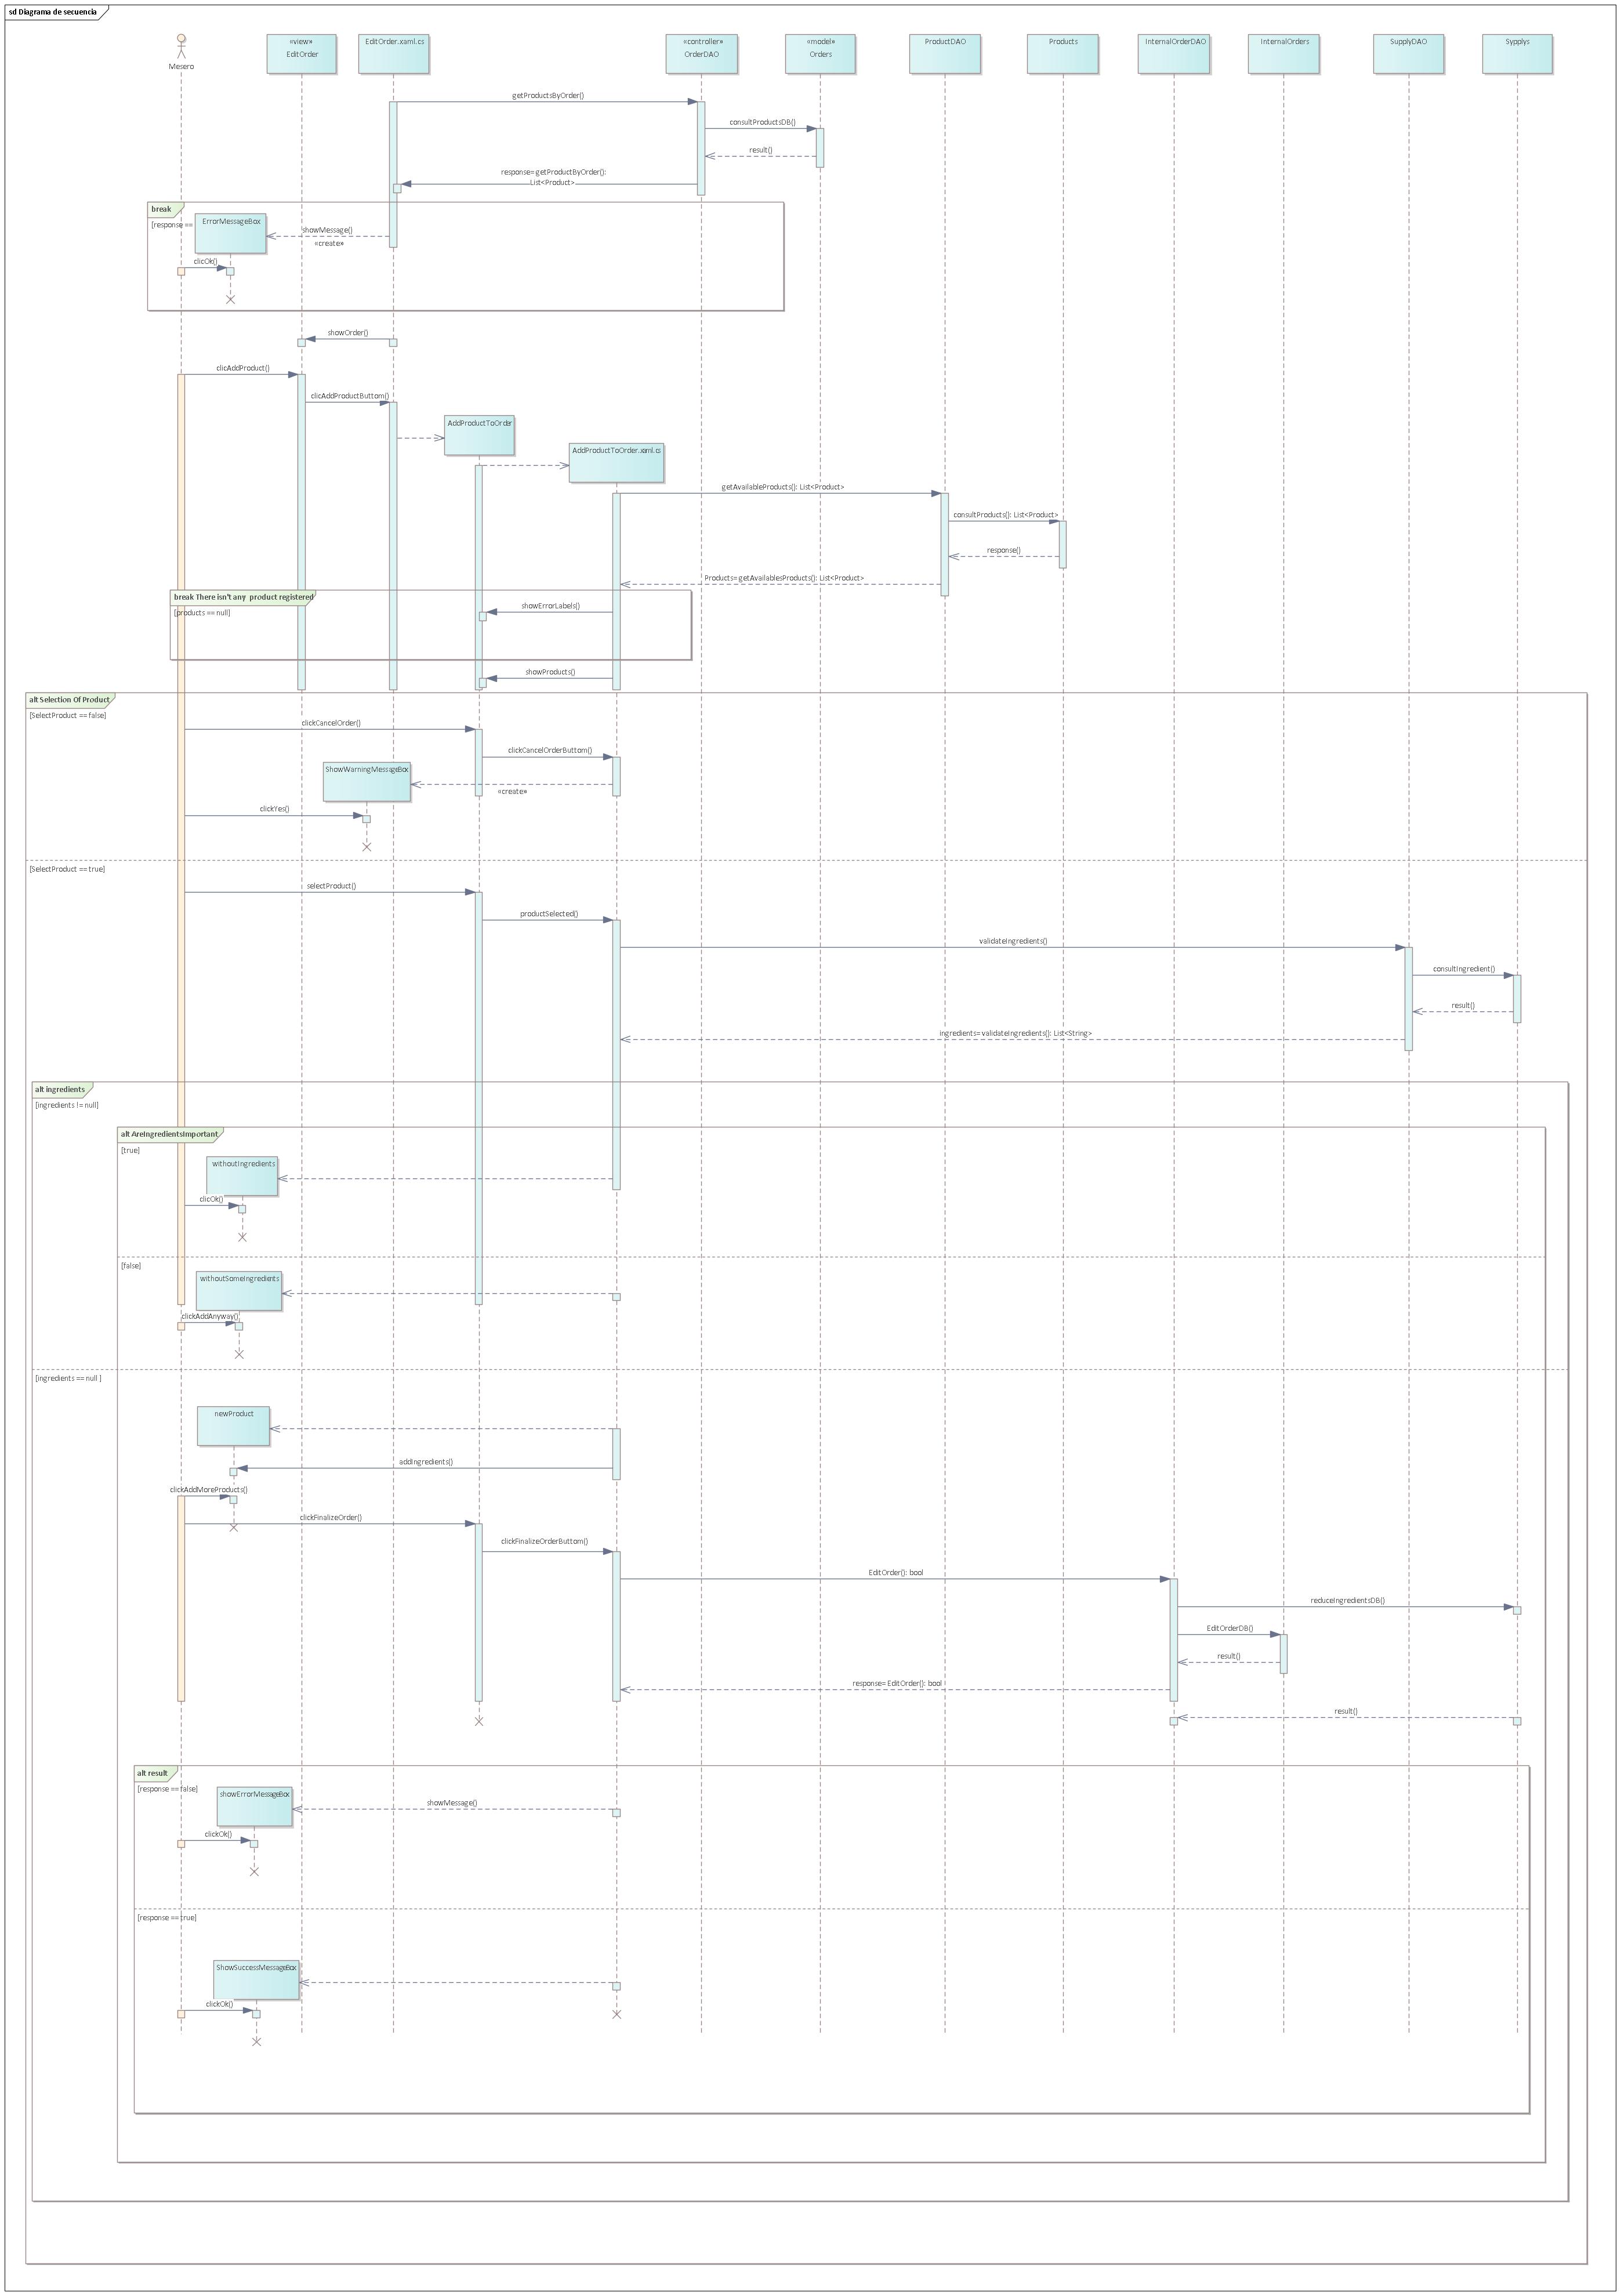 sd Diagrama de secuencia
Mesero
«view»
EditOrder
EditOrder.xaml.cs
«controller»
OrderDAO
«model»
Orders
ProductDAO
Products
InternalOrderDAO
InternalOrders
SupplyDAO
Sypplys
getProductsByOrder()
consultProductsDB()
result()
response= getProductByOrder():
List<Product>
break
[response ==
ErrorMessageBox
showMessage()
«create»
clicOk()
showOrder()
clicAddProduct()
clicAddProductButtom()
AddProductToOrder
AddProductToOrder.xaml.cs
getAvailableProducts(): List<Product>
consultProducts(): List<Product>
response()
Products= getAvailablesProducts(): List<Product>
break There isn't any product registered
[products == null]
showErrorLabels()
showProducts()
alt Selection Of Product
[SelectProduct == false]
clickCancelOrder()
clickCancelOrderButtom()
ShowWarningMessageBox
«create»
clickYes()
[SelectProduct == true]
selectProduct()
productSelected()
validateIngredients()
consultIngredient()
result()
ingredients= validateIngredients(): List<String>
alt ingredients
[ingredients != null]
alt AreIngredientsImportant
[true]
withoutIngredients
clicOk()
[false]
withoutSomeIngredients
clickAddAnyway()
[ingredients == null ]
newProduct
addIngredients()
clickAddMoreProducts()
clickFinalizeOrder()
clickFinalizeOrderButtom()
EditOrder(): bool
reduceIngredientsDB()
EditOrderDB()
result()
response= EditOrder(): bool
result()
alt result
[response == false]
showErrorMessageBox
showMessage()
clickOk()
[response == true]
ShowSuccessMessageBox
clickOk()